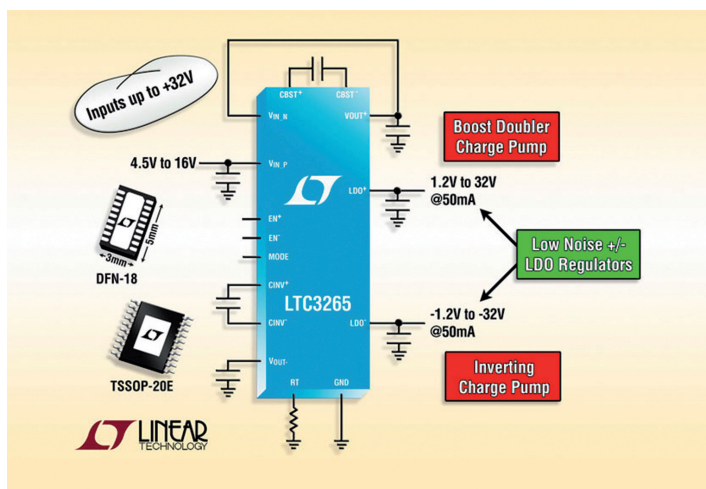 Inputs up to +32V
CBST+ CBST-
VIN_N VOUT+
Boost Doubler
Charge Pump
4.5V to 16V VIN_P
LDO+ 1.2V to 32V
@50mA
EN+
EN-
MODE
Low Noise +/-
LDO Regulators
5mm
3mm
DFN-18
CINV+
LTC3265
CINV- LDO- -1.2V to -32V
@50mA
VOUT-
Inverting
Charge Pump
TSSOP-20E
RT GND
LINEAR
TECHNOLOGY